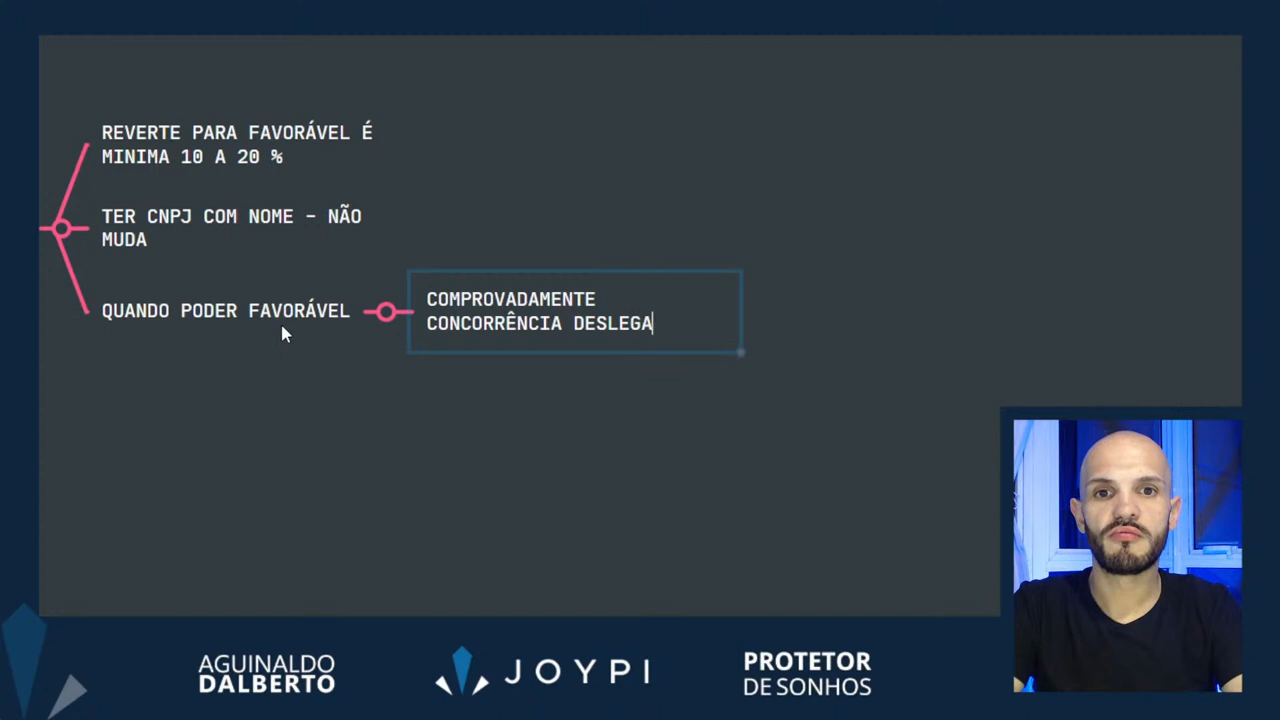 REVERTE PARA FAVORÁVEL É
MINIMA 10 A 20 %
TER CNPJ COM NOME - NÃO
MUDA
QUANDO PODER FAVORÁVEL
COMPROVADAMENTE
CONCORRÊNCIA DESLEGA
AGUINALDO
DALBERTO
JOYPI
PROTETOR
DE SONHOS